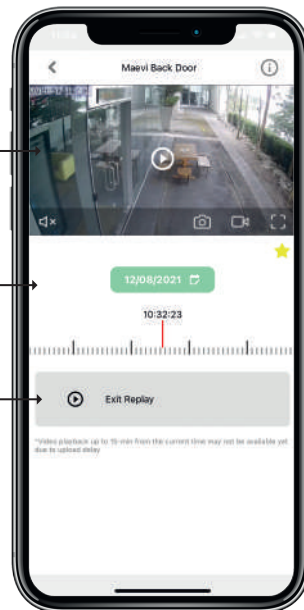 Maevi Back Door
12/08/2021
10:32:23
Exit Replay
*Video playback up to 15 min from the current time may not be available yet
due to upload delay